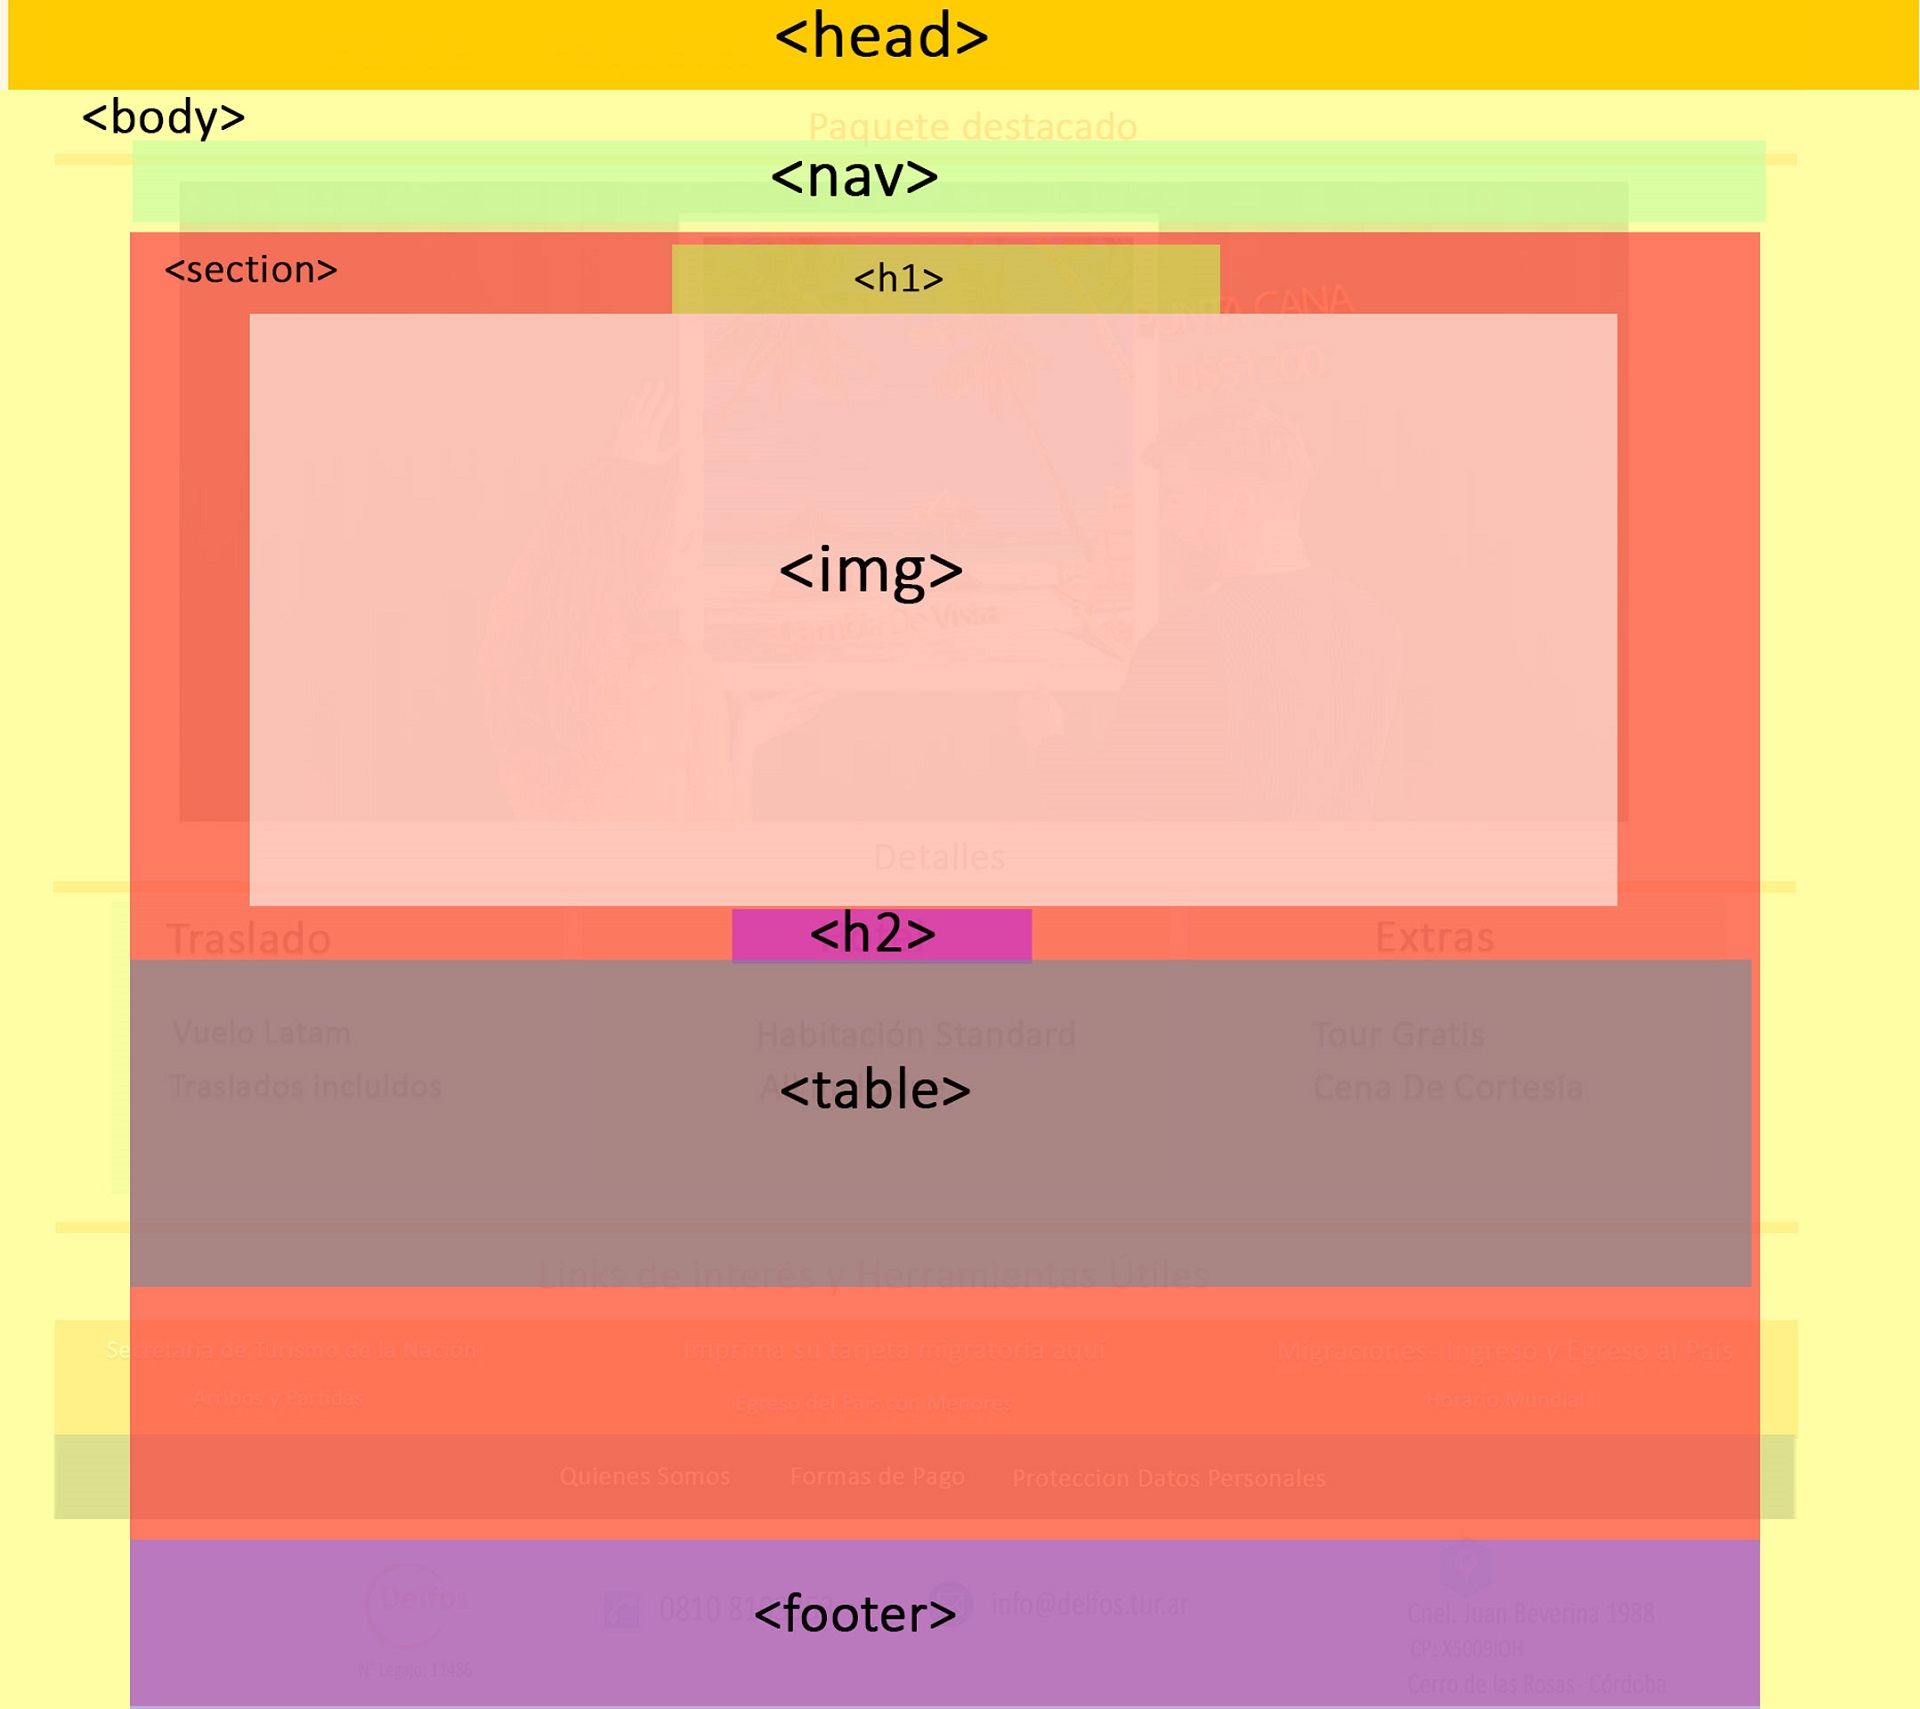 <head>
<body>
Paquete destacado
<nav>
<section>
<h1>
PUNTA CANA
<img>
Detalles
Traslado
<h2>
Extras
Vuelo Latam
Habitación Standard
Tour Gratis
Traslados incluidos
<table>
Cena De Cortesía
Links de Interés y Herramientas Útiles
Secretaria de Turismo de la Nación
Imprima su tarjeta migratoria aquí
Migraciones- Ingreso y Egreso al País
Arribos y Partidas
Egreso del País con Menores
Horario Mundial
Quienes Somos
Formas de Pago
Proteccion Datos Personales
Delfos
0810
<footer>
info@delfos.tur.ar
Cnel. Juan Beverina 1988
CP: X5009IOH
N° Legajo: 13486
Cerro de las Rosas- Córdoba